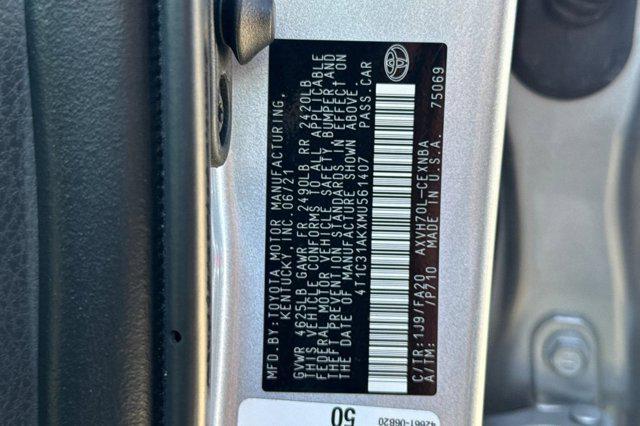 MFD.BY:TOYOTA MOTOR MANUFACTURING,
KENTUCKY, INC. 06/21
GVWR 4625LB GAWR FR 2490LB RR 2420LB
THIS VEHICLE CONFORMS TO ALL APPLICABLE
FEDERAL MOTOR VEHICLE SAFETY, BUMPER, AND
THEFT PREVENTION STANDARDS IN EFFECT ON
THE DATE OF MANUFACTURE SHOWN ABOVE.
4T1C31AKXMU561407 PASS.CAR
C/TR:1J9/FA20 AXVH70L-CEXNBA
A/TM: /P710 MADE IN U.S.A. 75069
50
42661-06B20